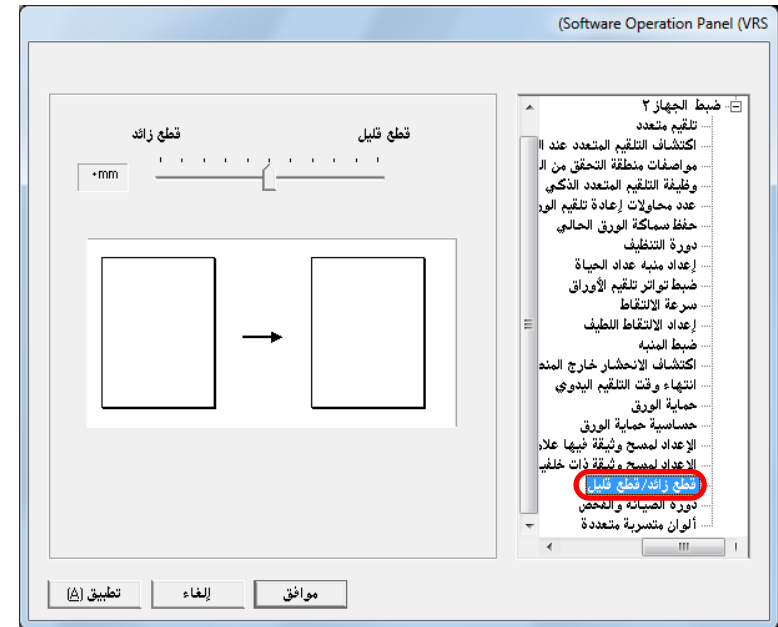 (Software Operation Panel (VRS
ضبط الجهاز ٢
تلقيم متعدد
اكتشاف التلقيم المتعدد عند ال
مواصفات منطقة التحقق من ال
وظيفة التلقيم المتعدد الذكي
عدد محاولات إعادة تلقيم الور
حفظ سماكة الورق الحالي
دورة التنظيف
إعداد منبه عداد الحياة
ضبط تواتر تلقيم الأوراق
سرعة الالتقاط
إعداد الالتقاط اللطيف
ضبط المنبه
اكتشاف الانحشار خارج المنط
انتهاء وقت التلقيم اليدوي
حماية الورق
حساسية حماية الورق
الإعداد لمسح وثيقة فيها علام
الإعداد لمسح وثيقة ذات خلفي
قطع زائد/قطع قليل
دورة الصيانة والفحص
ألوان متسربة متعددة
قطع قليل
قطع زائد
٠mm
موافق
إلغاء
تطبيق (A)